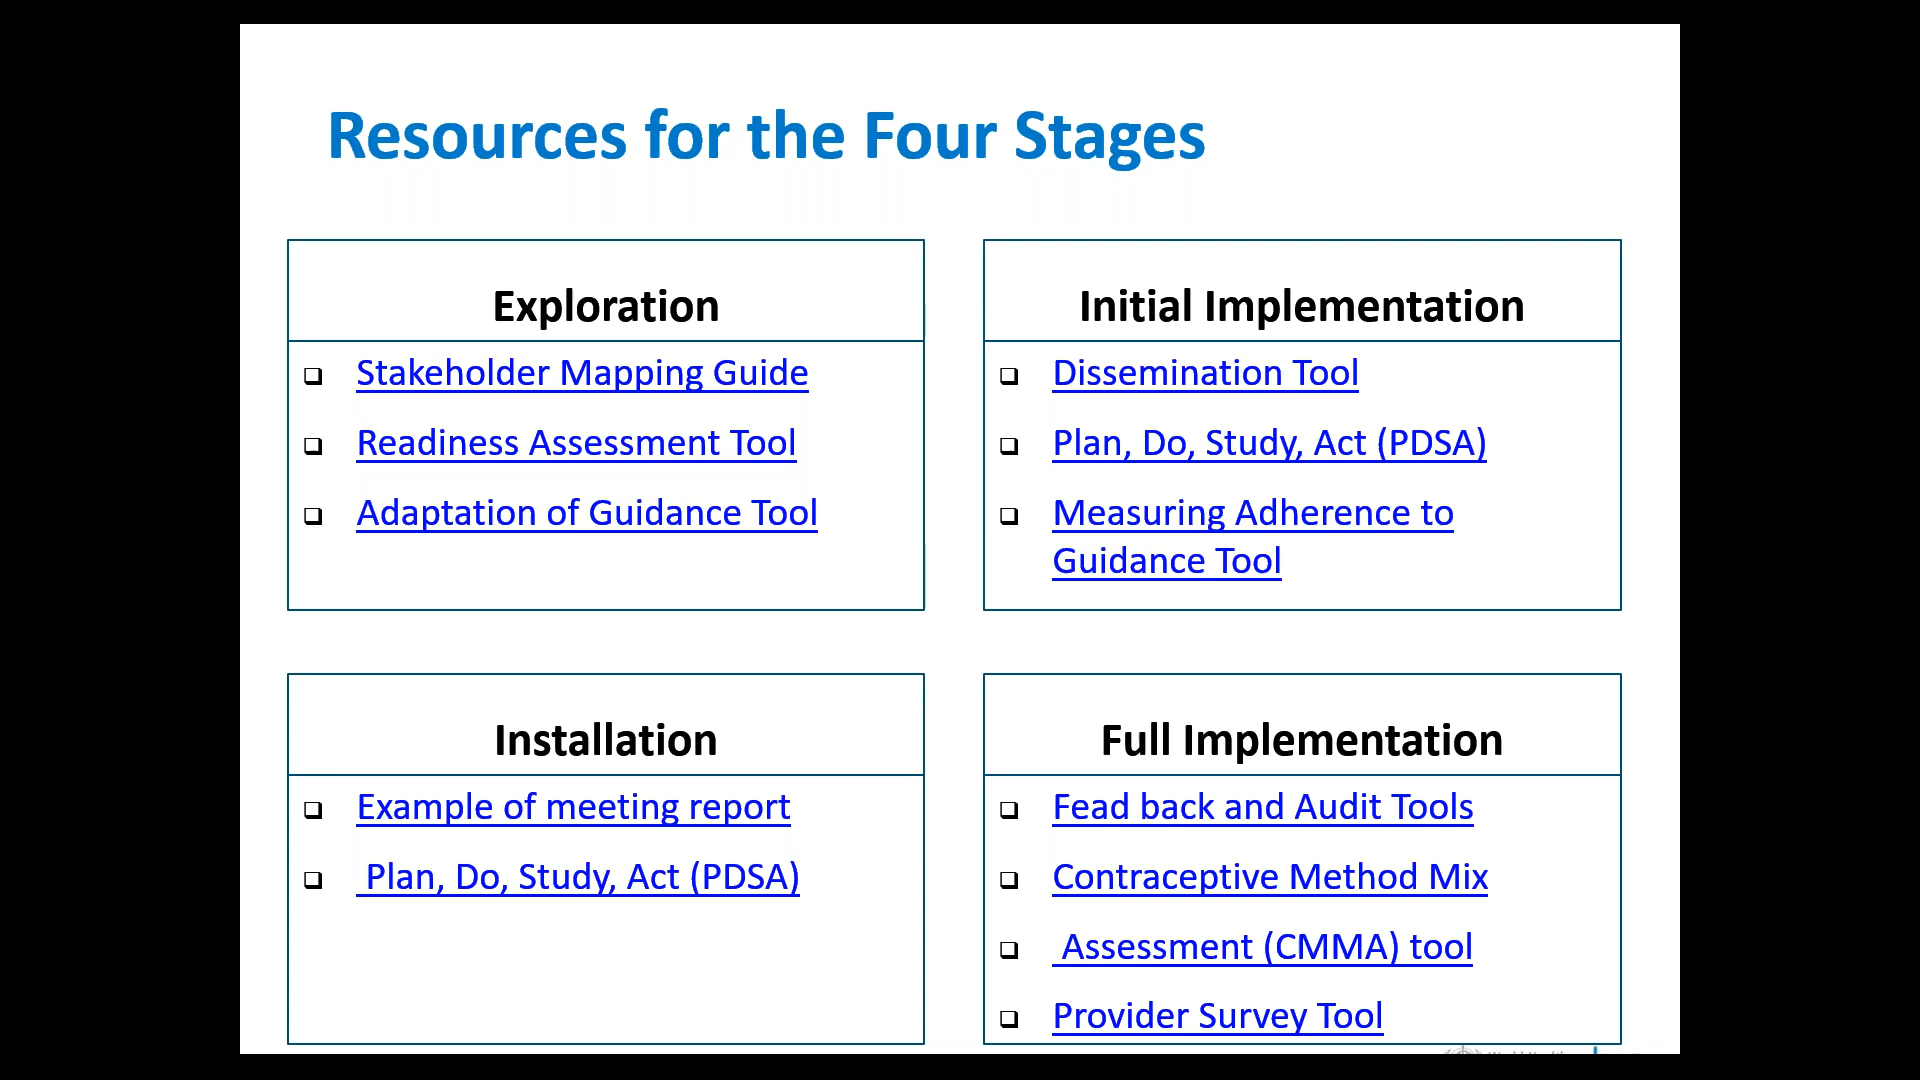 Resources for the Four Stages
Exploration
Stakeholder Mapping Guide
Readiness Assessment Tool
Adaptation of Guidance Tool
Initial Implementation
Dissemination Tool
Plan, Do, Study, Act (PDSA)
Measuring Adherence to
Guidance Tool
Installation
Example of meeting report
Plan, Do, Study, Act (PDSA)
Full Implementation
Fead back and Audit Tools
Contraceptive Method Mix
Assessment (CMMA) tool
Provider Survey Tool